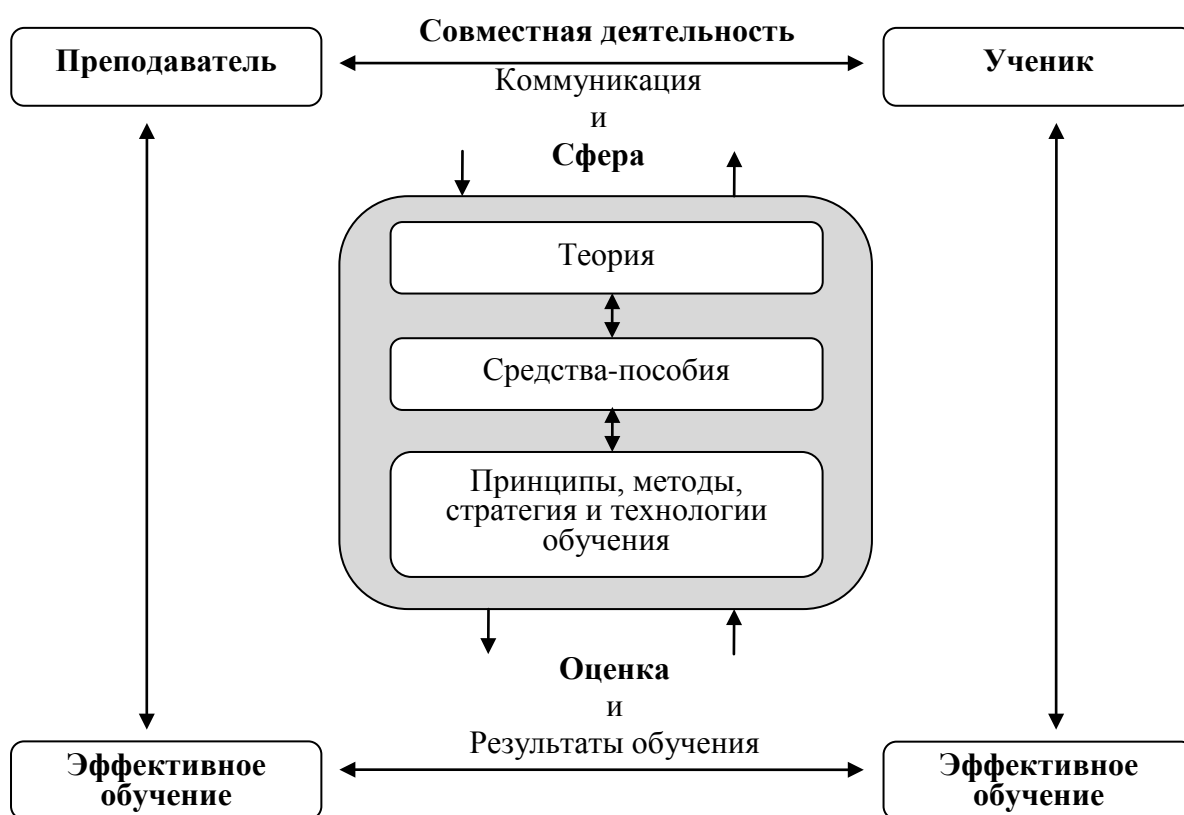 Совместная деятельность
Преподаватель
Ученик
Коммуникация
и
Сфера
Теория
Средства-пособия
Принципы, методы,
стратегия и технологии
обучения
Оценка
и
Результаты обучения
Эффективное
обучение
Эффективное
обучение